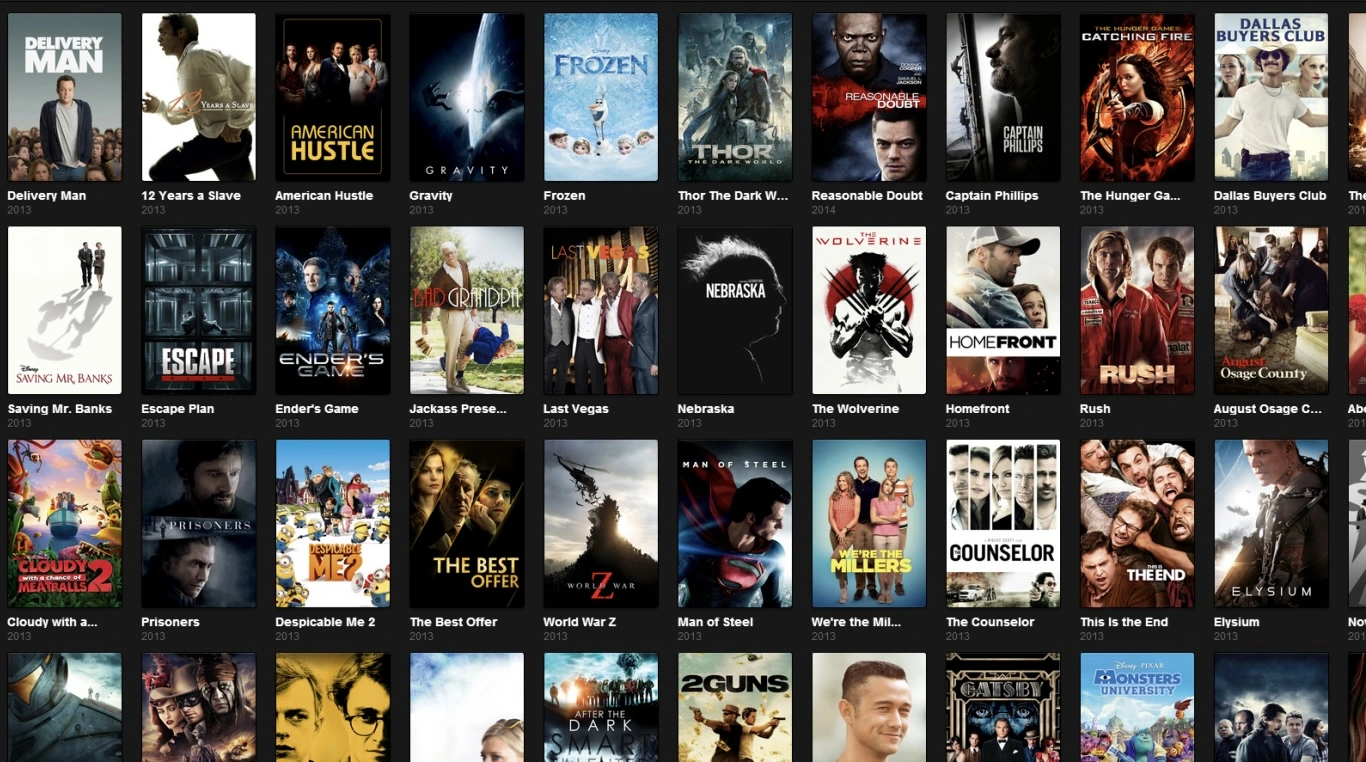 DELIVERY
MAN
12 YEARS A SLAVE
AMERICAN
HUSTLE
GRAVITY
Disney
FROZEN
THOR
THE DARK WORLD
DOMINIC
COOPER
AND
SAMUEL L.
JACKSON
REASONABLE
DOUBT
CAPTAIN
PHILLIPS
THE HUNGER GAMES
CATCHING FIRE
DALLAS
BUYERS CLUB
Delivery Man
2013
12 Years a Slave
2013
American Hustle
2013
Gravity
2013
Frozen
2013
Thor The Dark W...
2013
Reasonable Doubt
2014
Captain Phillips
2013
The Hunger Ga...
2013
Dallas Buyers Club
2013
The
201
Disney
SAVING MR. BANKS
ESCAPE
PLAN
ENDER'S
GAME
BAD GRANDPA
LAST VEGAS
NEBRASKA
THE
WOLVERINE
HOMEFRONT
RUSH
August:
Osage County
Saving Mr. Banks
2013
Escape Plan
2013
Ender's Game
2013
Jackass Prese...
2013
Last Vegas
2013
Nebraska
2013
The Wolverine
2013
Homefront
2013
Rush
2013
August Osage C...
2013
Abo
201
CLOUDY
with a chance of
MEATBALLS 2
PRISONERS
DESPICABLE
ME2
THE BEST
OFFER
WORLD WAR
Z
MAN OF STEEL
WE'RE THE
MILLERS
THE
COUNSELOR
THIS IS
THE END
ELYSIUM
Cloudy with a...
2013
Prisoners
2013
Despicable Me 2
2013
The Best Offer
2013
World War Z
2013
Man of Steel
2013
We're the Mil...
2013
The Counselor
2013
This Is the End
2013
Elysium
2013
Nov
201
AFTER THE
DARK
2GUNS
GATSBY
Disney · PIXAR
MONSTERS
UNIVERSITY